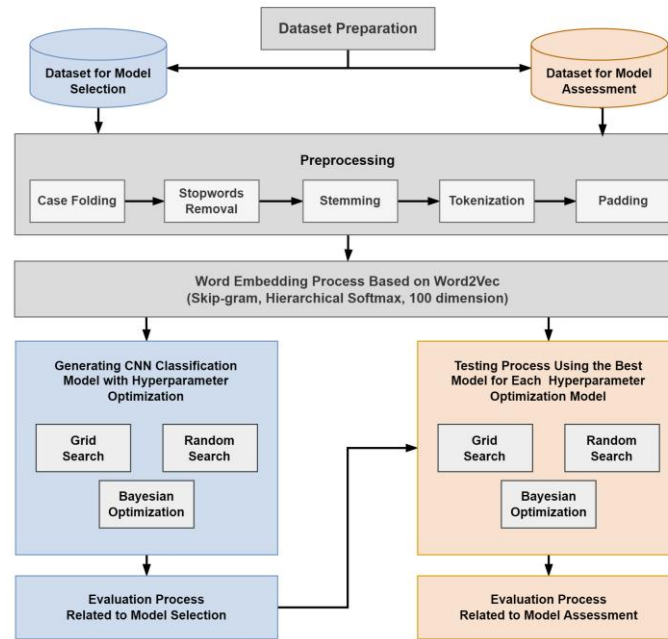 Dataset Preparation
Dataset for Model
Selection
Dataset for Model
Assessment
Preprocessing
Case Folding
Stopwords
Removal
Stemming
Tokenization
Padding
Word Embedding Process Based on Word2Vec
(Skip-gram, Hierarchical Softmax, 100 dimension)
Generating CNN Classification
Model with Hyperparameter
Optimization
Grid
Search
Random
Search
Bayesian
Optimization
Testing Process Using the Best
Model for Each Hyperparameter
Optimization Model
Grid
Search
Random
Search
Bayesian
Optimization
Evaluation Process
Related to Model Selection
Evaluation Process
Related to Model Assessment